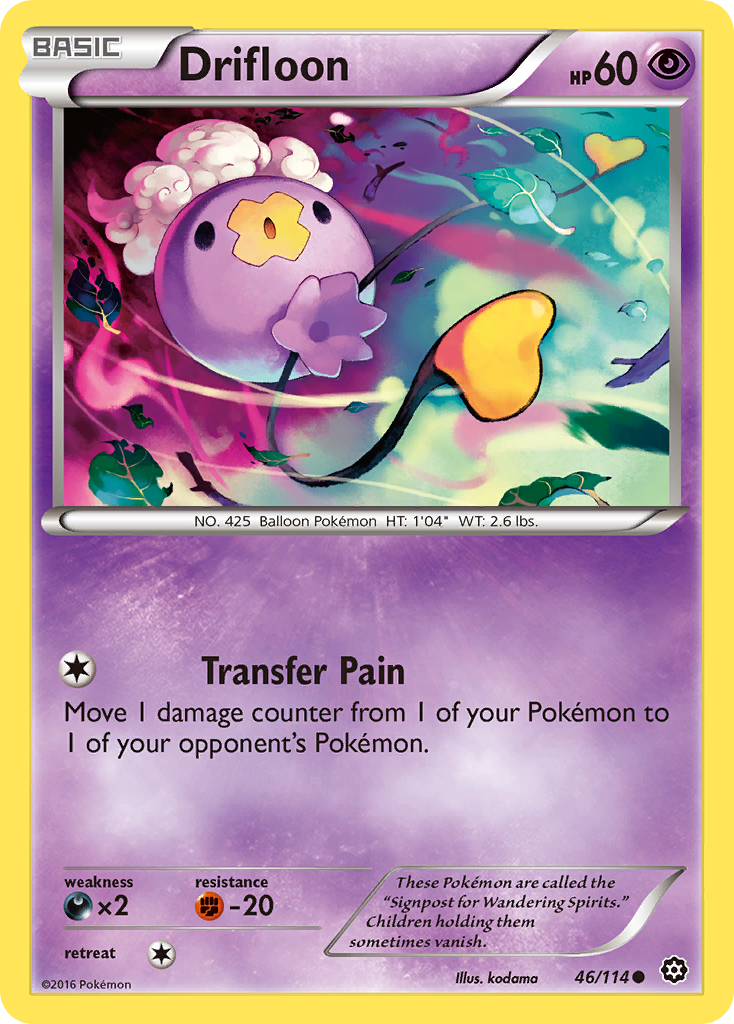 BASIC
Drifloon
HP60
NO. 425 Balloon Pokémon HT: 1'04" WT: 2.6 lbs.
Transfer Pain
Move 1 damage counter from 1 of your Pokémon to
1 of your opponent's Pokémon.
weakness
×2
resistance
-20
retreat
These Pokémon are called the
“Signpost for Wandering Spirits.”
Children holding them
sometimes vanish.
©2016 Pokémon
Illus. kodama
46/114